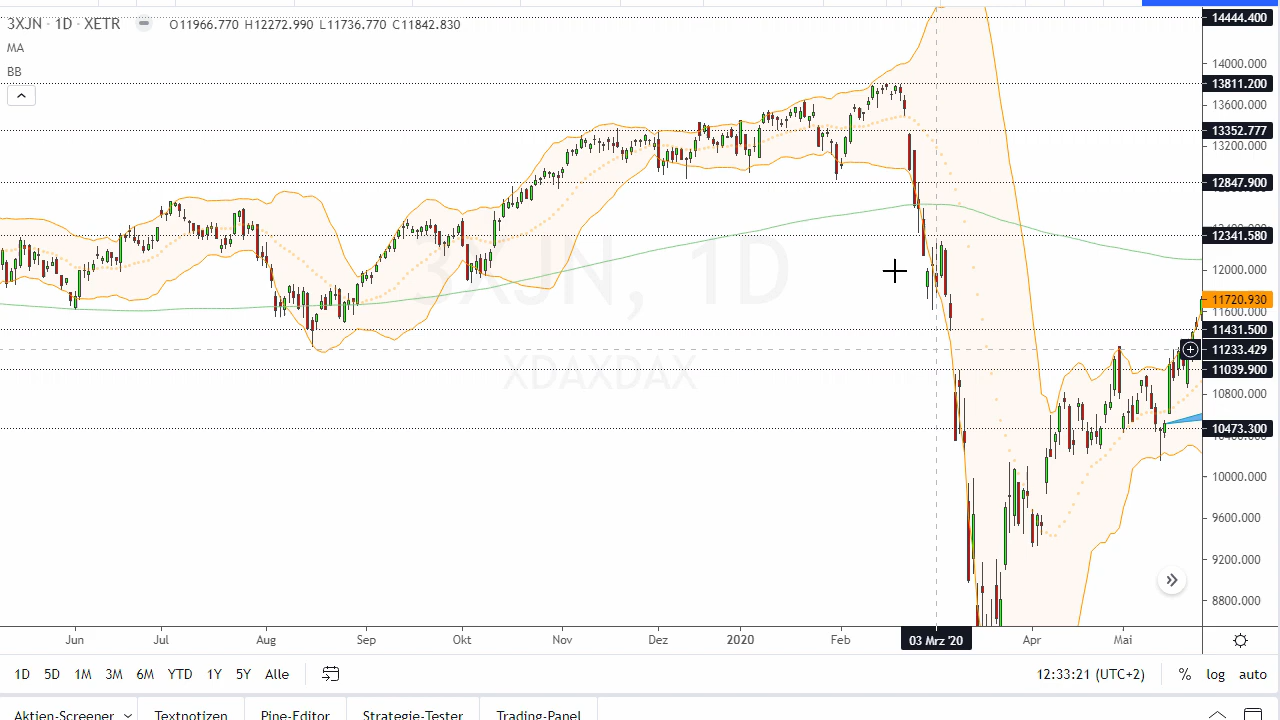 3XJN · 1D · XETR O11966.770 H12272.990 L11736.770 C11842.830
MA
BB
14444.400
14000.000
13811.200
13600.000
13352.777
13200.000
12847.900
12341.580
12000.000
11720.930
11600.000
11431.500
11233.429
11039.900
10800.000
10473.300
10000.000
9600.000
9200.000
8800.000
3XJN, 1D
XDAXDAX
Jun Jul Aug Sep Okt Nov Dez 2020 Feb 03 Mrz '20 Apr Mai
1D 5D 1M 3M 6M YTD 1Y 5Y Alle 12:33:21 (UTC+2) % log auto
Aktien-Screener Textnotizen Pine-Editor Strategie-Tester Trading-Panel